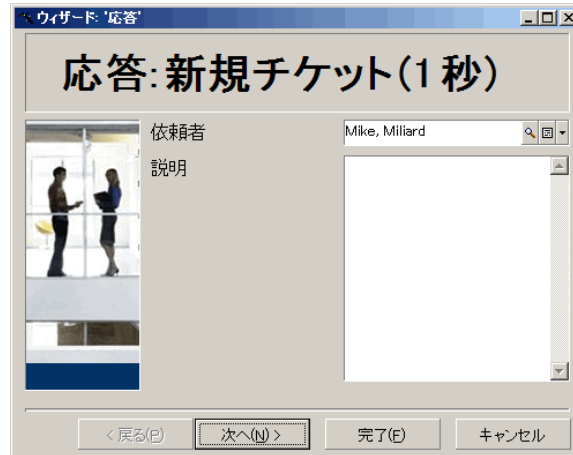 ウィザード: '応答'
応答:新規チケット(1秒)
依頼者
Mike, Miliard
説明
< 戻る(P)
次へ(N) >
完了(F)
キャンセル